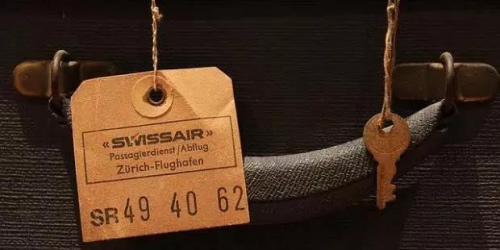 «SWISSAIR»
Passagierdienst/Abflug
Zürich-Flughafen
SR 49 40 62